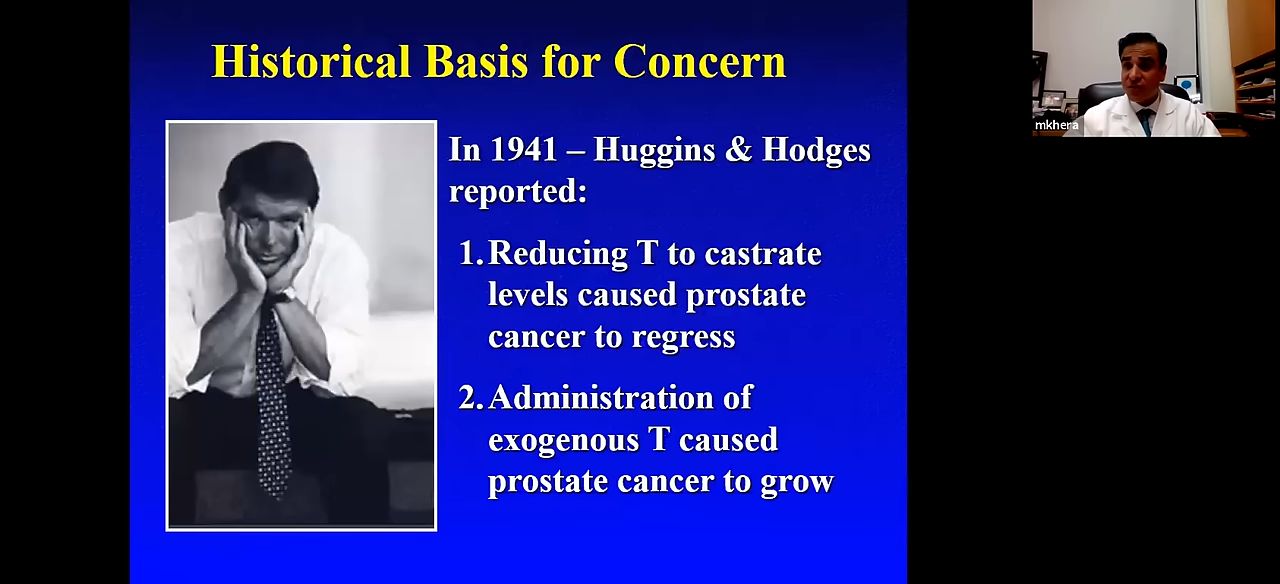 Historical Basis for Concern
In 1941 – Huggins & Hodges
reported:
1. Reducing T to castrate
levels caused prostate
cancer to regress
2. Administration of
exogenous T caused
prostate cancer to grow
mkhera